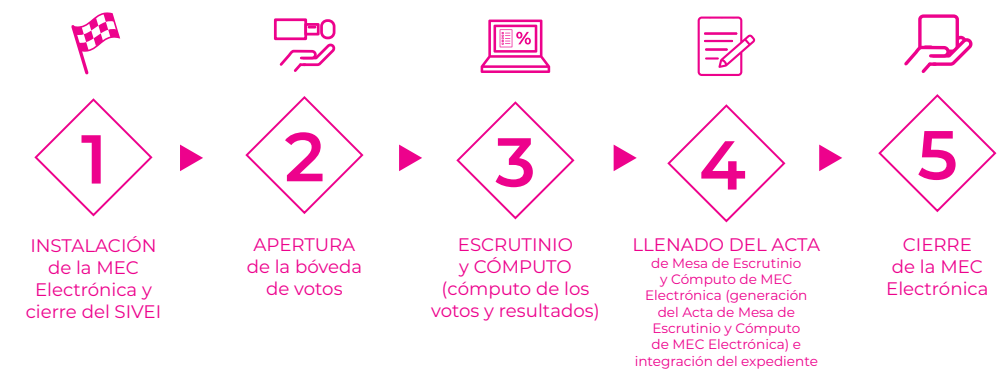 %
1
INSTALACIÓN
de la MEC
Electrónica y
cierre del SIVEI
2
APERTURA
de la bóveda
de votos
3
ESCRUTINIO
y CÓMPUTO
(cómputo de los
votos y resultados)
4
LLENADO DEL ACTA
de Mesa de Escrutinio
y Cómputo de MEC
Electrónica (generación
del Acta de Mesa de
Escrutinio y Cómputo
de MEC Electrónica) e
integración del expediente
5
CIERRE
de la MEC
Electrónica